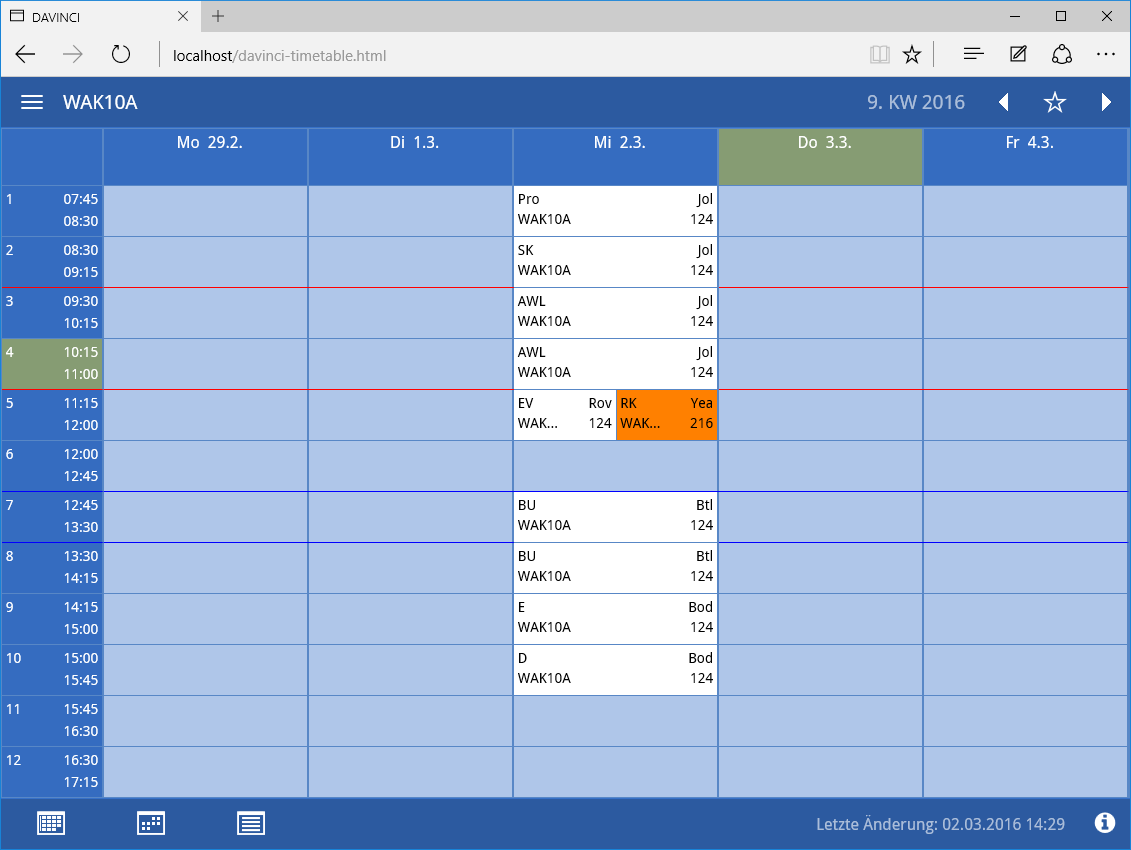 DAVINCI
localhost/davinci-timetable.html
WAK10A 9. KW 2016
Mo 29.2. Di 1.3. Mi 2.3. Do 3.3. Fr 4.3.
1 07:45 Pro Jol
08:30 WAK10A 124
2 08:30 SK Jol
09:15 WAK10A 124
3 09:30 AWL Jol
10:15 WAK10A 124
4 10:15 AWL Jol
11:00 WAK10A 124
5 11:15 EV Rov RK Yea
12:00 WAK... 124 WAK... 216
6 12:00
12:45
7 12:45 BU Btl
13:30 WAK10A 124
8 13:30 BU Btl
14:15 WAK10A 124
9 14:15 E Bod
15:00 WAK10A 124
10 15:00 D Bod
15:45 WAK10A 124
11 15:45
16:30
12 16:30
17:15
Letzte Änderung: 02.03.2016 14:29